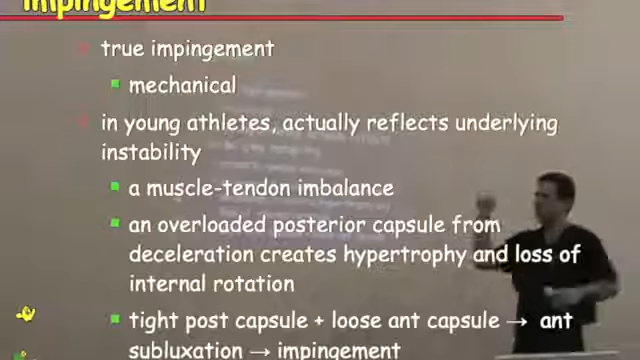 impingement
true impingement
mechanical
in young athletes, actually reflects underlying
instability
a muscle-tendon imbalance
an overloaded posterior capsule from
deceleration creates hypertrophy and loss of
internal rotation
tight post capsule + loose ant capsule → ant
subluxation → impingement